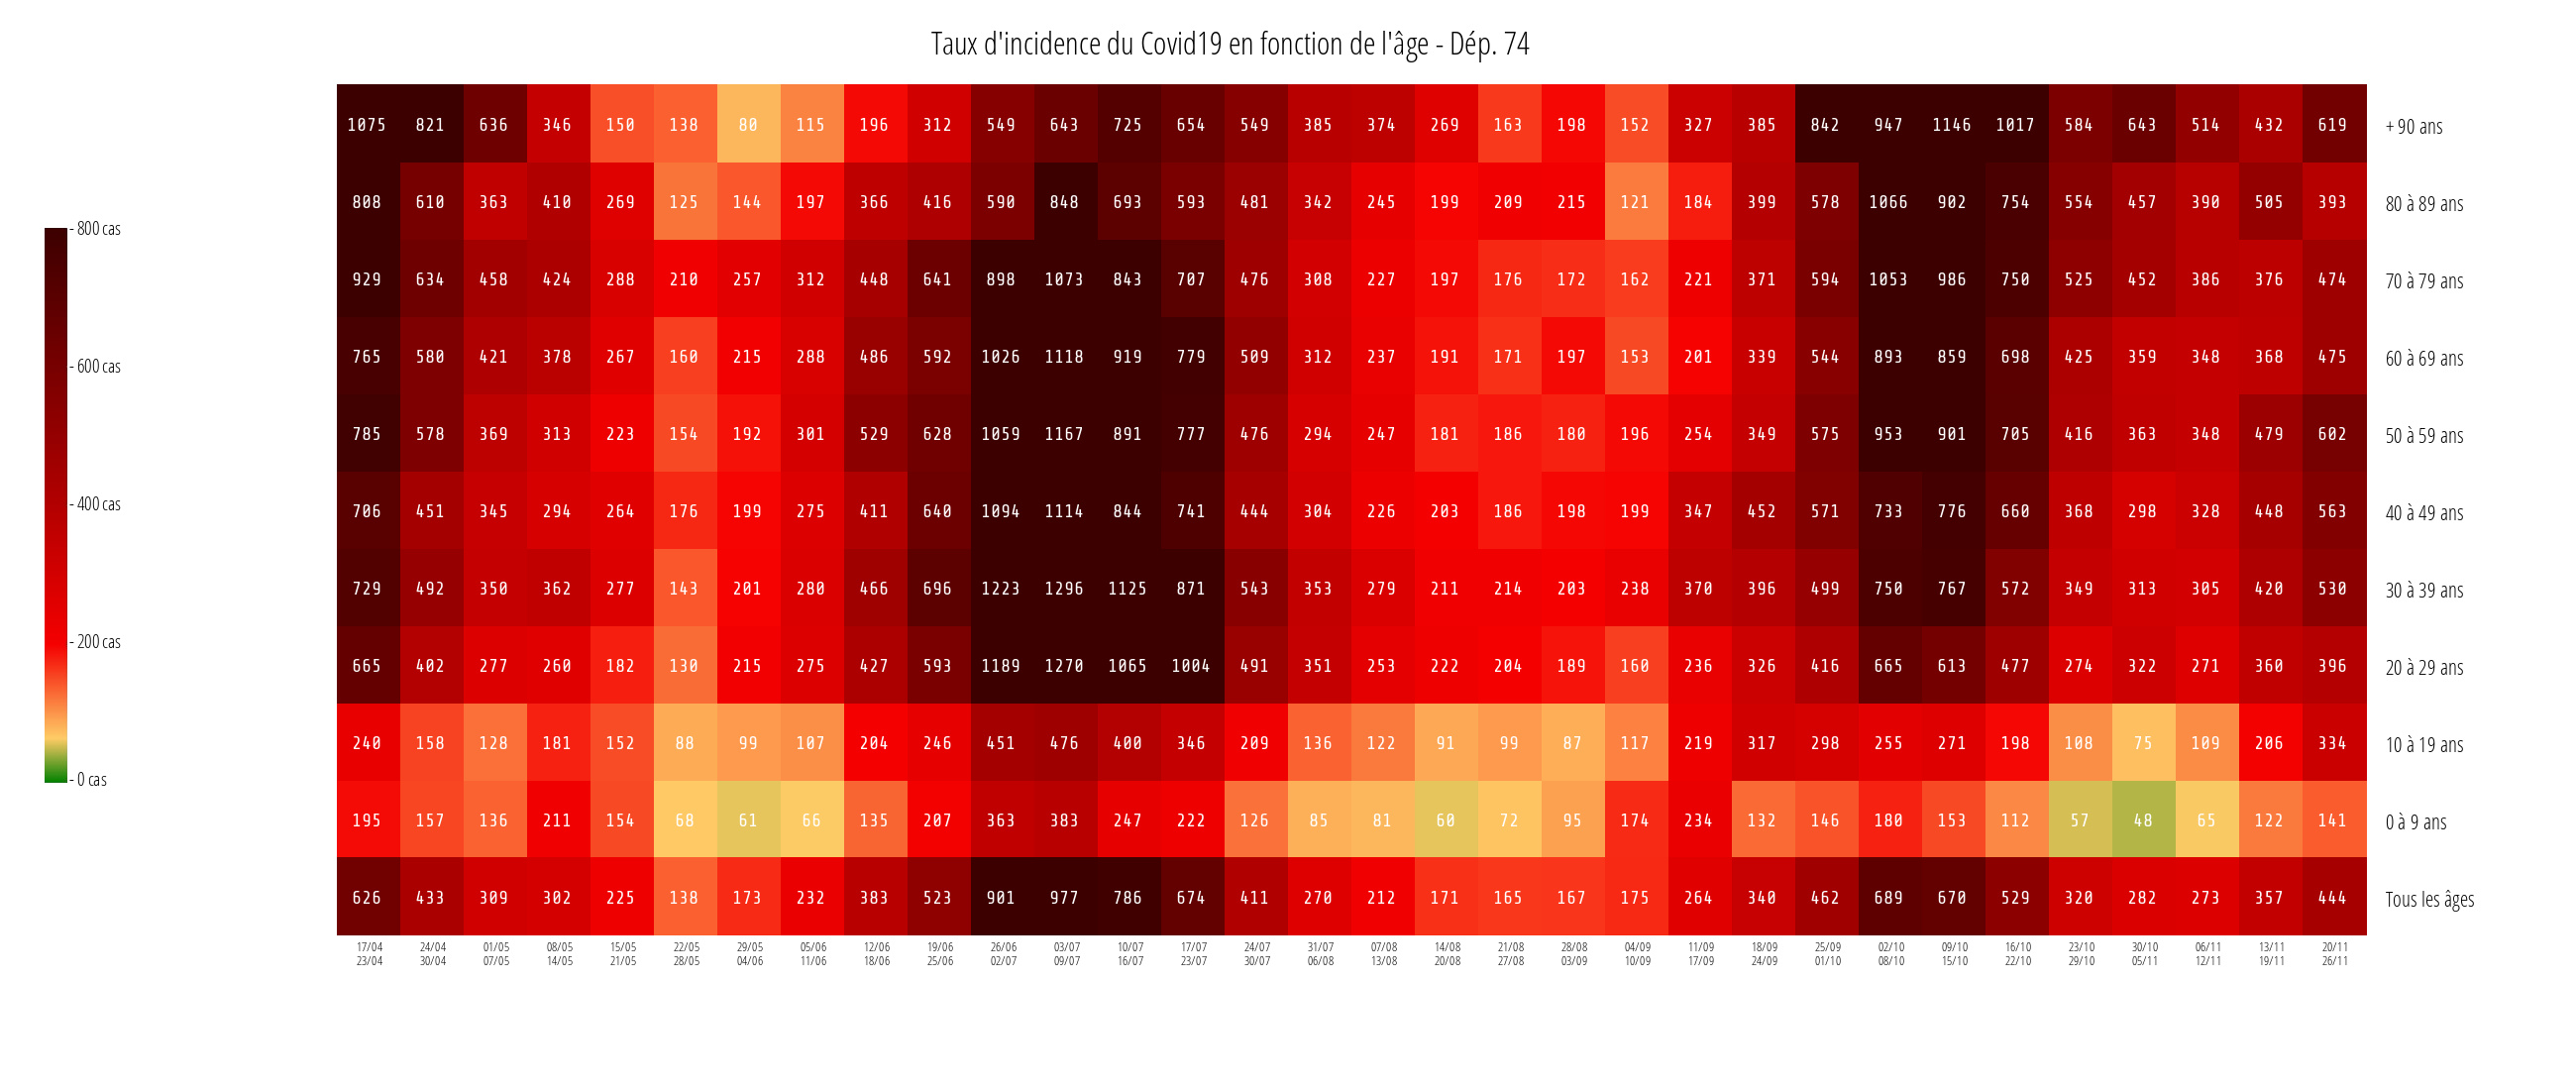 Taux d'incidence du Covid19 en fonction de l'âge - Dép. 74
1075 821 636 346 150 138 80 115 196 312 549 643 725 654 549 385 374 269 163 198 152 327 385 842 947 1146 1017 584 643 514 432 619 + 90 ans
808 610 363 410 269 125 144 197 366 416 590 848 693 593 481 342 245 199 209 215 121 184 399 578 1066 902 754 554 457 390 505 393 80 à 89 ans
929 634 458 424 288 210 257 312 448 641 898 1073 843 707 476 308 227 197 176 172 162 221 371 594 1053 986 750 525 452 386 376 474 70 à 79 ans
765 580 421 378 267 160 215 288 486 592 1026 1118 919 779 509 312 237 191 171 197 153 201 339 544 893 859 698 425 359 348 368 475 60 à 69 ans
785 578 369 313 223 154 192 301 529 628 1059 1167 891 777 476 294 247 181 186 180 196 254 349 575 953 901 705 416 363 348 479 602 50 à 59 ans
706 451 345 294 264 176 199 275 411 640 1094 1114 844 741 444 304 226 203 186 198 199 347 452 571 733 776 660 368 298 328 448 563 40 à 49 ans
729 492 350 362 277 143 201 280 466 696 1223 1296 1125 871 543 353 279 211 214 203 238 370 396 499 750 767 572 349 313 305 420 530 30 à 39 ans
665 402 277 260 182 130 215 275 427 593 1189 1270 1065 1004 491 351 253 222 204 189 160 236 326 416 665 613 477 274 322 271 360 396 20 à 29 ans
240 158 128 181 152 88 99 107 204 246 451 476 400 346 209 136 122 91 99 87 117 219 317 298 255 271 198 108 75 109 206 334 10 à 19 ans
195 157 136 211 154 68 61 66 135 207 363 383 247 222 126 85 81 60 72 95 174 234 132 146 180 153 112 57 48 65 122 141 0 à 9 ans
626 433 309 302 225 138 173 232 383 523 901 977 786 674 411 270 212 171 165 167 175 264 340 462 689 670 529 320 282 273 357 444 Tous les âges
17/04 24/04 01/05 08/05 15/05 22/05 29/05 05/06 12/06 19/06 26/06 03/07 10/07 17/07 24/07 31/07 07/08 14/08 21/08 28/08 04/09 11/09 18/09 25/09 02/10 09/10 16/10 23/10 30/10 06/11 13/11 20/11
23/04 30/04 07/05 14/05 21/05 28/05 04/06 11/06 18/06 25/06 02/07 09/07 16/07 23/07 30/07 06/08 13/08 20/08 27/08 03/09 10/09 17/09 24/09 01/10 08/10 15/10 22/10 29/10 05/11 12/11 19/11 26/11
- 800 cas
- 600 cas
- 400 cas
- 200 cas
- 0 cas